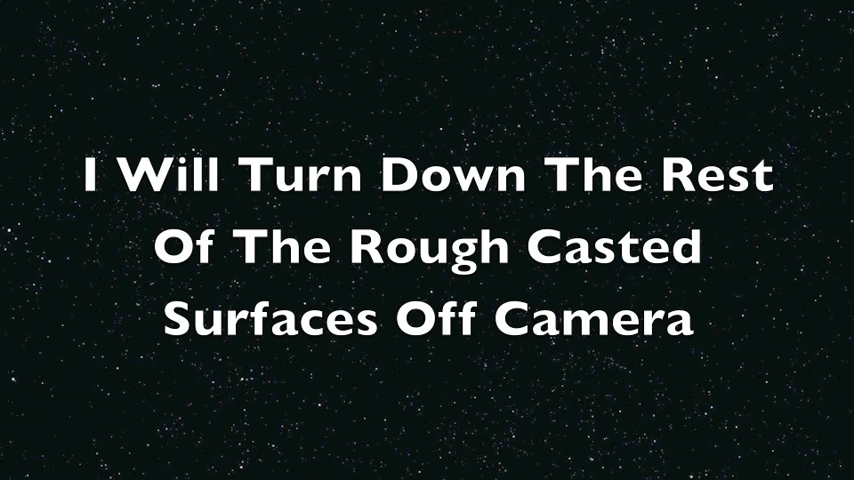 I Will Turn Down The Rest
Of The Rough Casted
Surfaces Off Camera